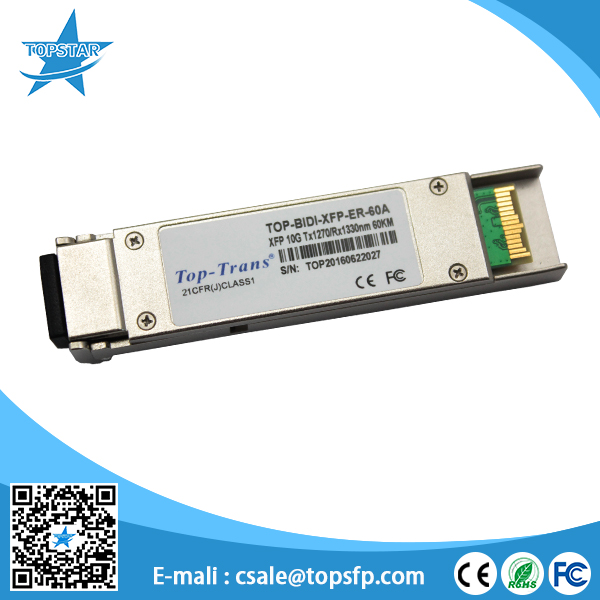 TOPSTAR
TOP-BIDI-XFP-ER-60A
XFP 10G Tx1270/Rx1330nm 60KM
Top-Trans®
S/N: TOP20160622027
21CFR(J)CLASS1
CE FC
E-mali : csale@topsfp.com
CE RoHS FC